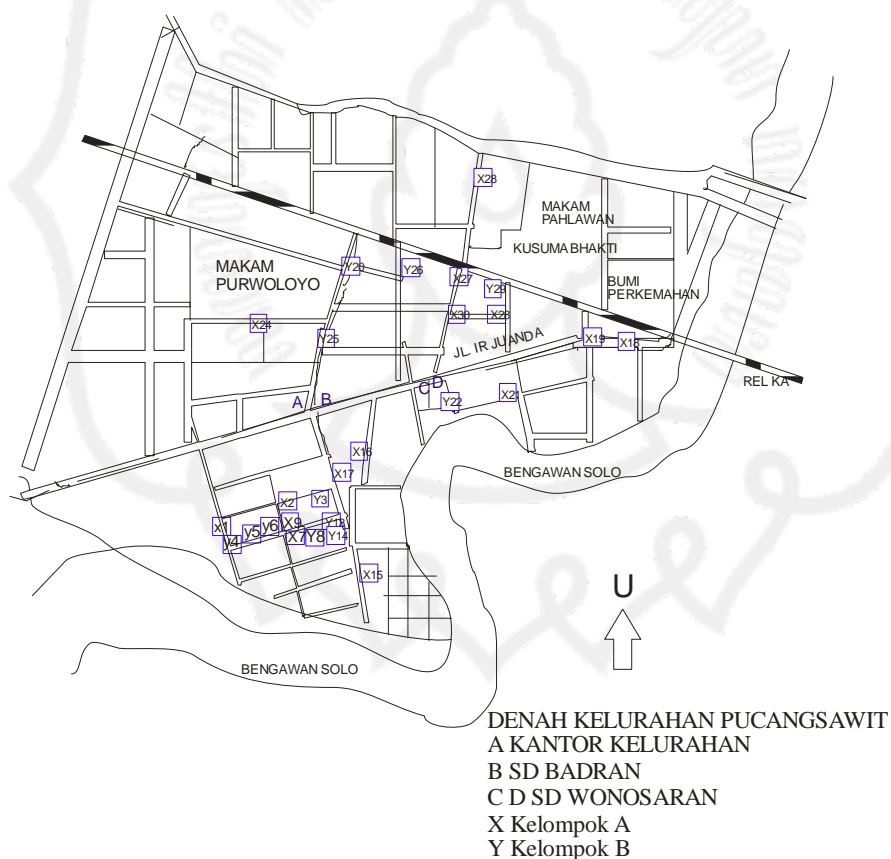 X28
MAKAM
PAHLAWAN
KUSUMA BHAKTI
MAKAM
PURWOLOYO
Y20
Y26
X27
Y29
BUMI
PERKEMAHAN
X24
X30
X23
Y25
JL. IR JUANDA
X19
X18
REL KA
A
B
C
D
Y22
X21
X16
X17
BENGAWAN SOLO
X2
Y3
x1
y4
y5
y6
X9
X7
Y8
Y14
X15
U
BENGAWAN SOLO
DENAH KELURAHAN PUCANGSAWIT
A KANTOR KELURAHAN
B SD BADRAN
C D SD WONOSARAN
X Kelompok A
Y Kelompok B